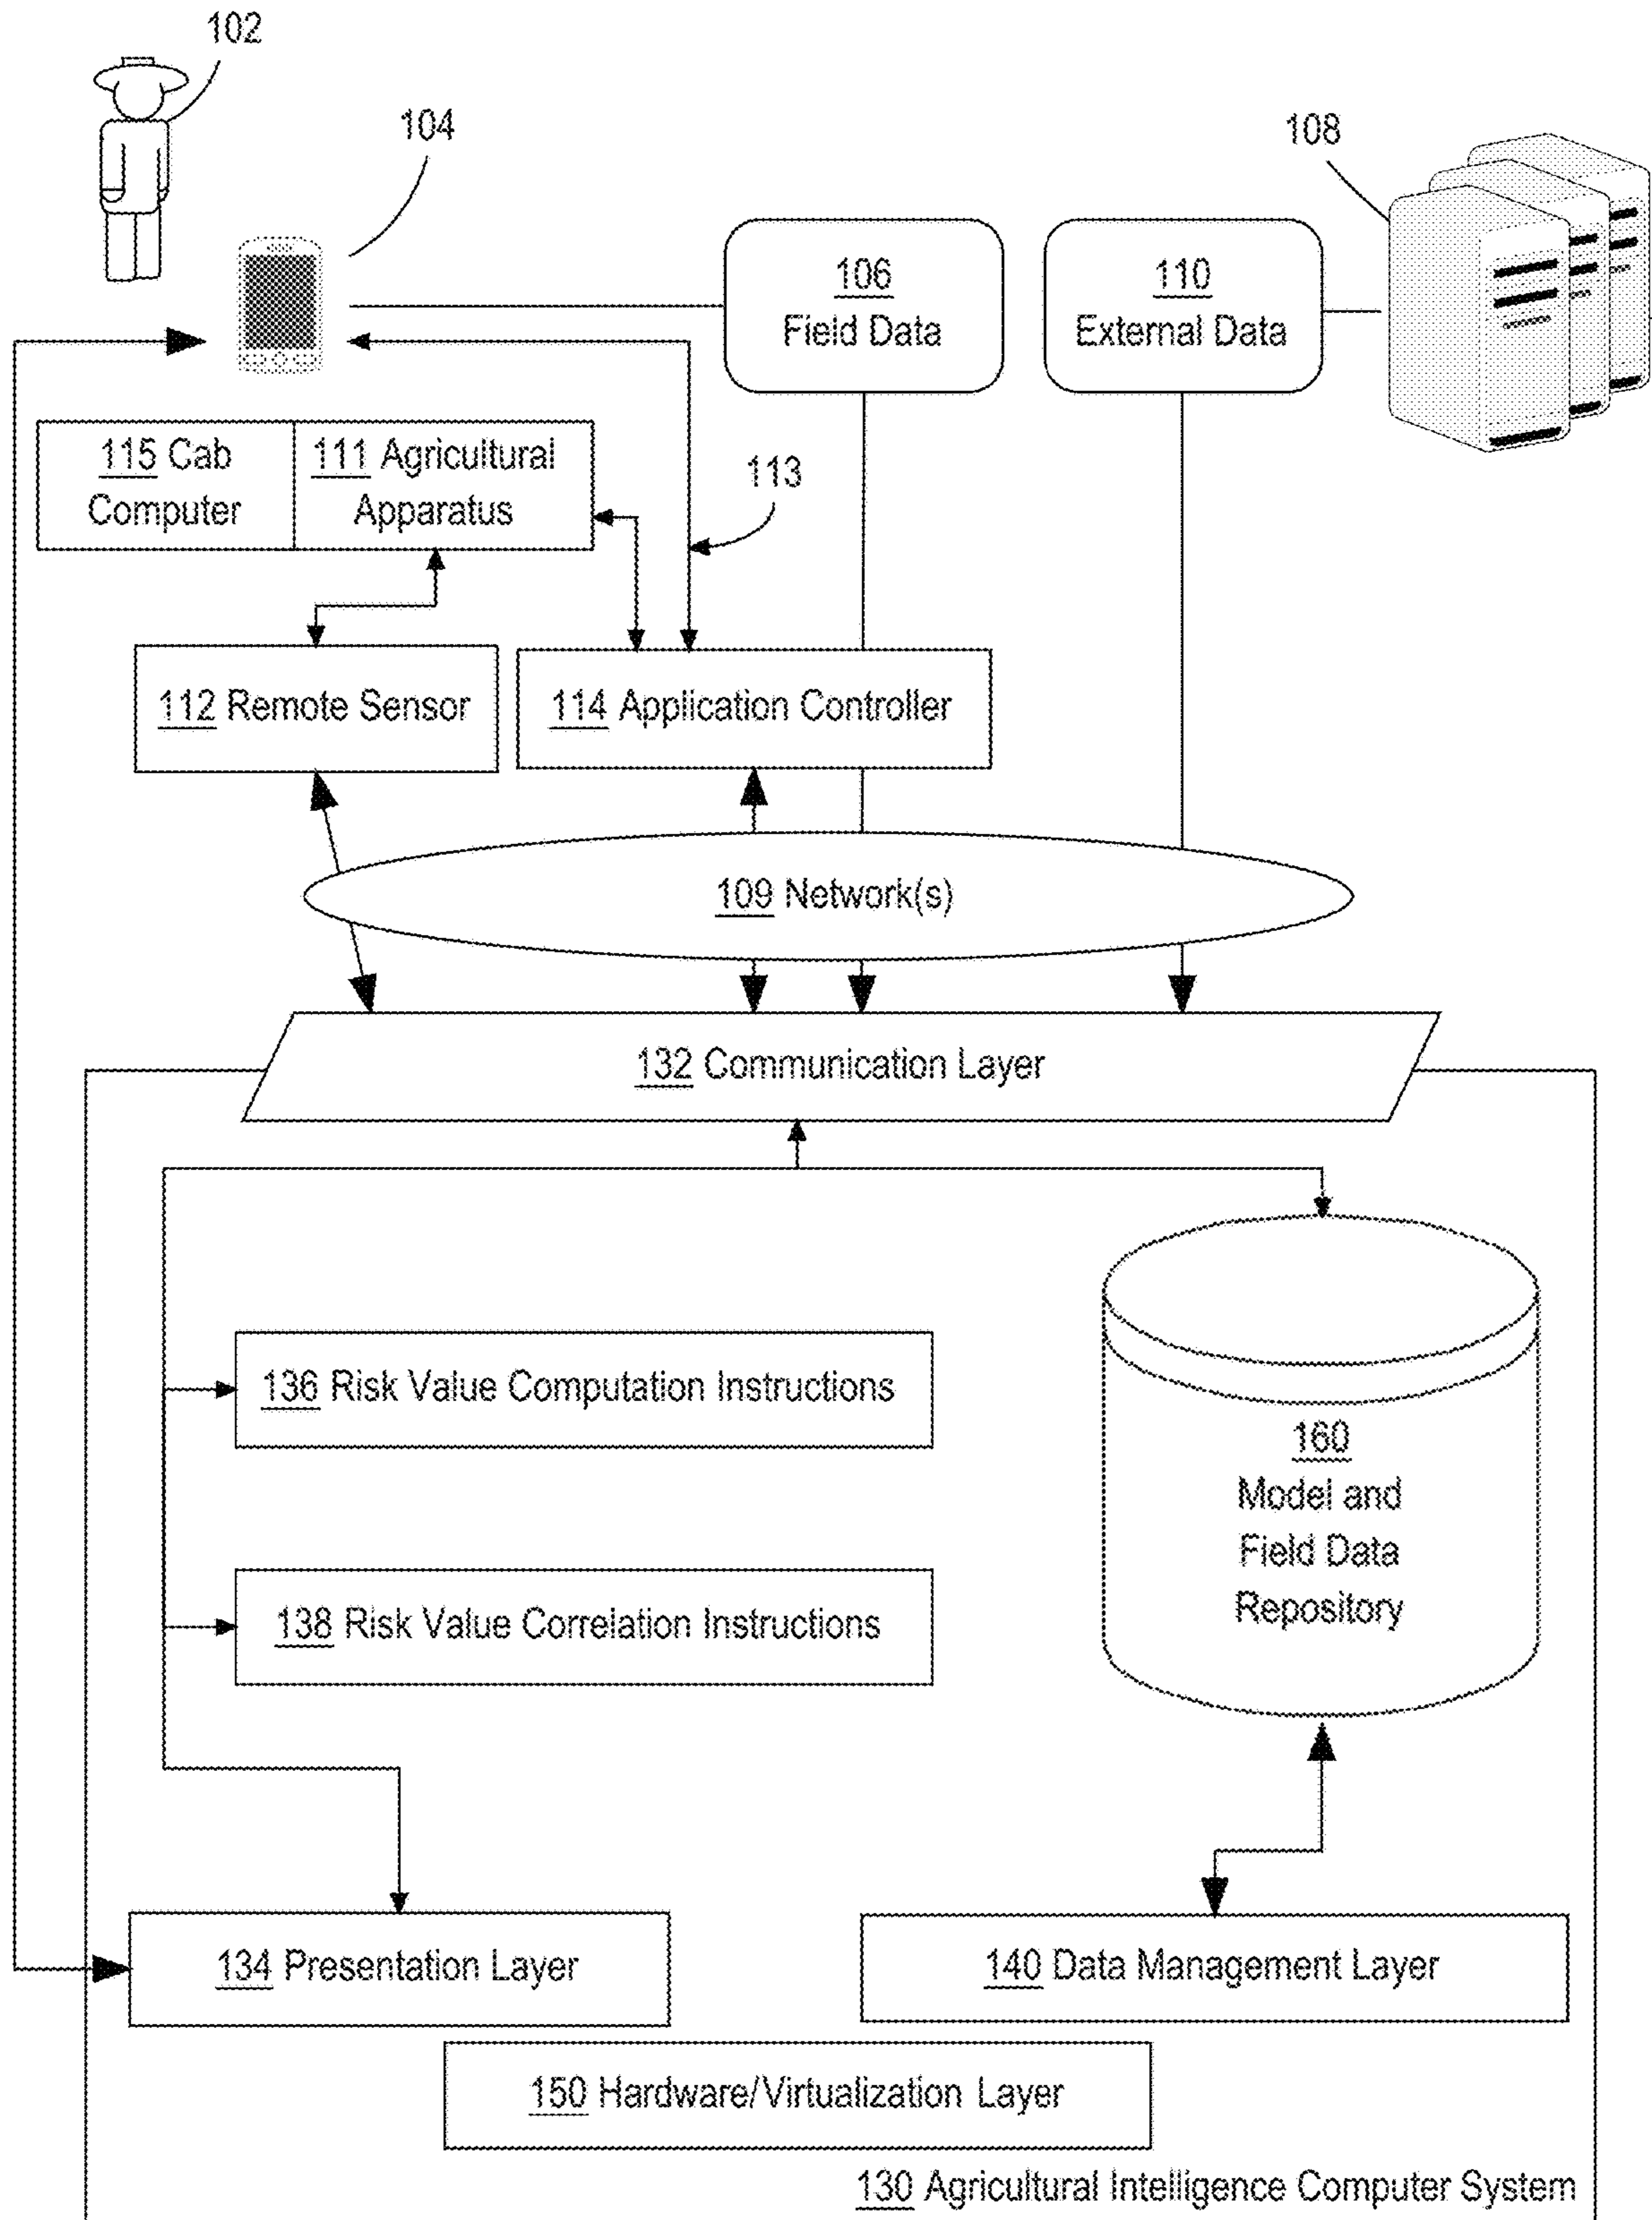 102
104
108
106
Field Data
110
External Data
115 Cab
Computer
111 Agricultural
Apparatus
113
112 Remote Sensor
114 Application Controller
109 Network(s)
132 Communication Layer
136 Risk Value Computation Instructions
160
Model and
Field Data
Repository
138 Risk Value Correlation Instructions
134 Presentation Layer
140 Data Management Layer
150 Hardware/Virtualization Layer
130 Agricultural Intelligence Computer System